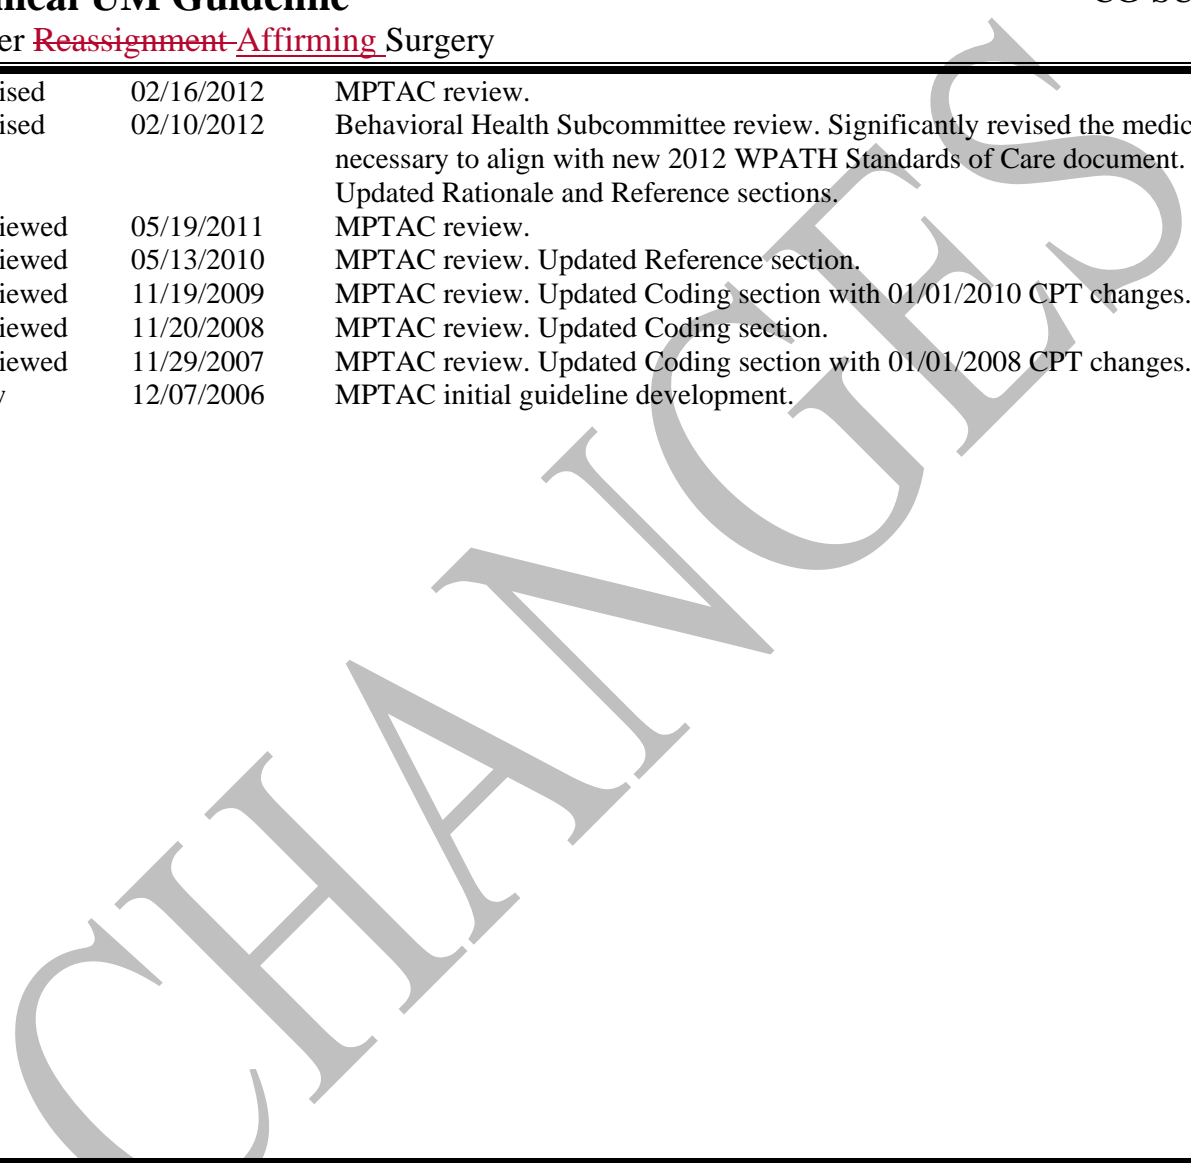 nical UM Guideline
er Reassignment Affirming Surgery
ised 02/16/2012 MPTAC review.
ised 02/10/2012 Behavioral Health Subcommittee review. Significantly revised the medic
necessary to align with new 2012 WPATH Standards of Care document.
Updated Rationale and Reference sections.
iewed 05/19/2011 MPTAC review.
iewed 05/13/2010 MPTAC review. Updated Reference section.
iewed 11/19/2009 MPTAC review. Updated Coding section with 01/01/2010 CPT changes.
iewed 11/20/2008 MPTAC review. Updated Coding section.
iewed 11/29/2007 MPTAC review. Updated Coding section with 01/01/2008 CPT changes.
12/07/2006 MPTAC initial guideline development.
CHANGES